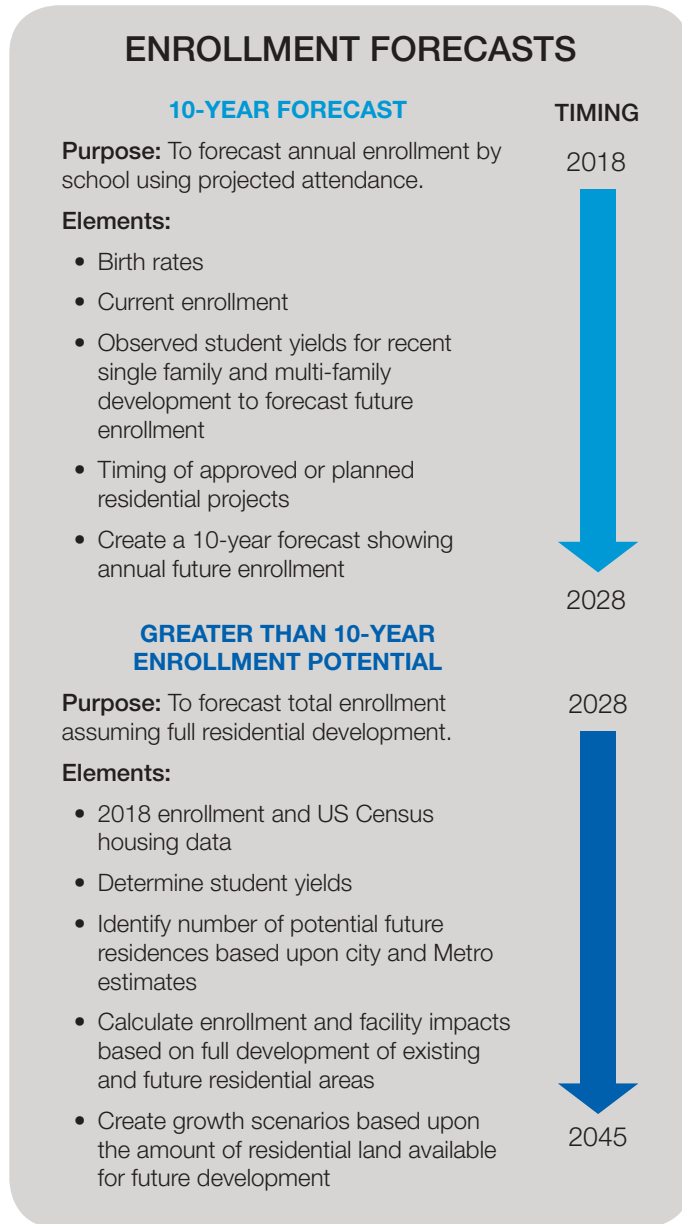 ENROLLMENT FORECASTS
10-YEAR FORECAST
TIMING
Purpose: To forecast annual enrollment by
school using projected attendance.
2018
Elements:
• Birth rates
• Current enrollment
• Observed student yields for recent
single family and multi-family
development to forecast future
enrollment
• Timing of approved or planned
residential projects
• Create a 10-year forecast showing
annual future enrollment
2028
GREATER THAN 10-YEAR
ENROLLMENT POTENTIAL
Purpose: To forecast total enrollment
assuming full residential development.
2028
Elements:
• 2018 enrollment and US Census
housing data
• Determine student yields
• Identify number of potential future
residences based upon city and Metro
estimates
• Calculate enrollment and facility impacts
based on full development of existing
and future residential areas
• Create growth scenarios based upon
the amount of residential land available
for future development
2045